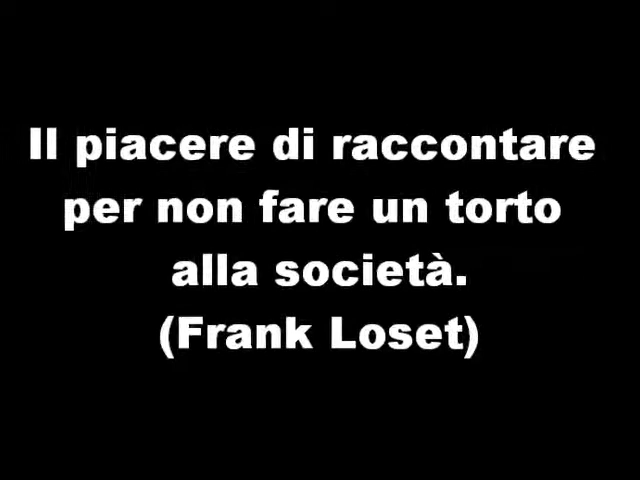 Il piacere di raccontare
per non fare un torto
alla società.
(Frank Loset)